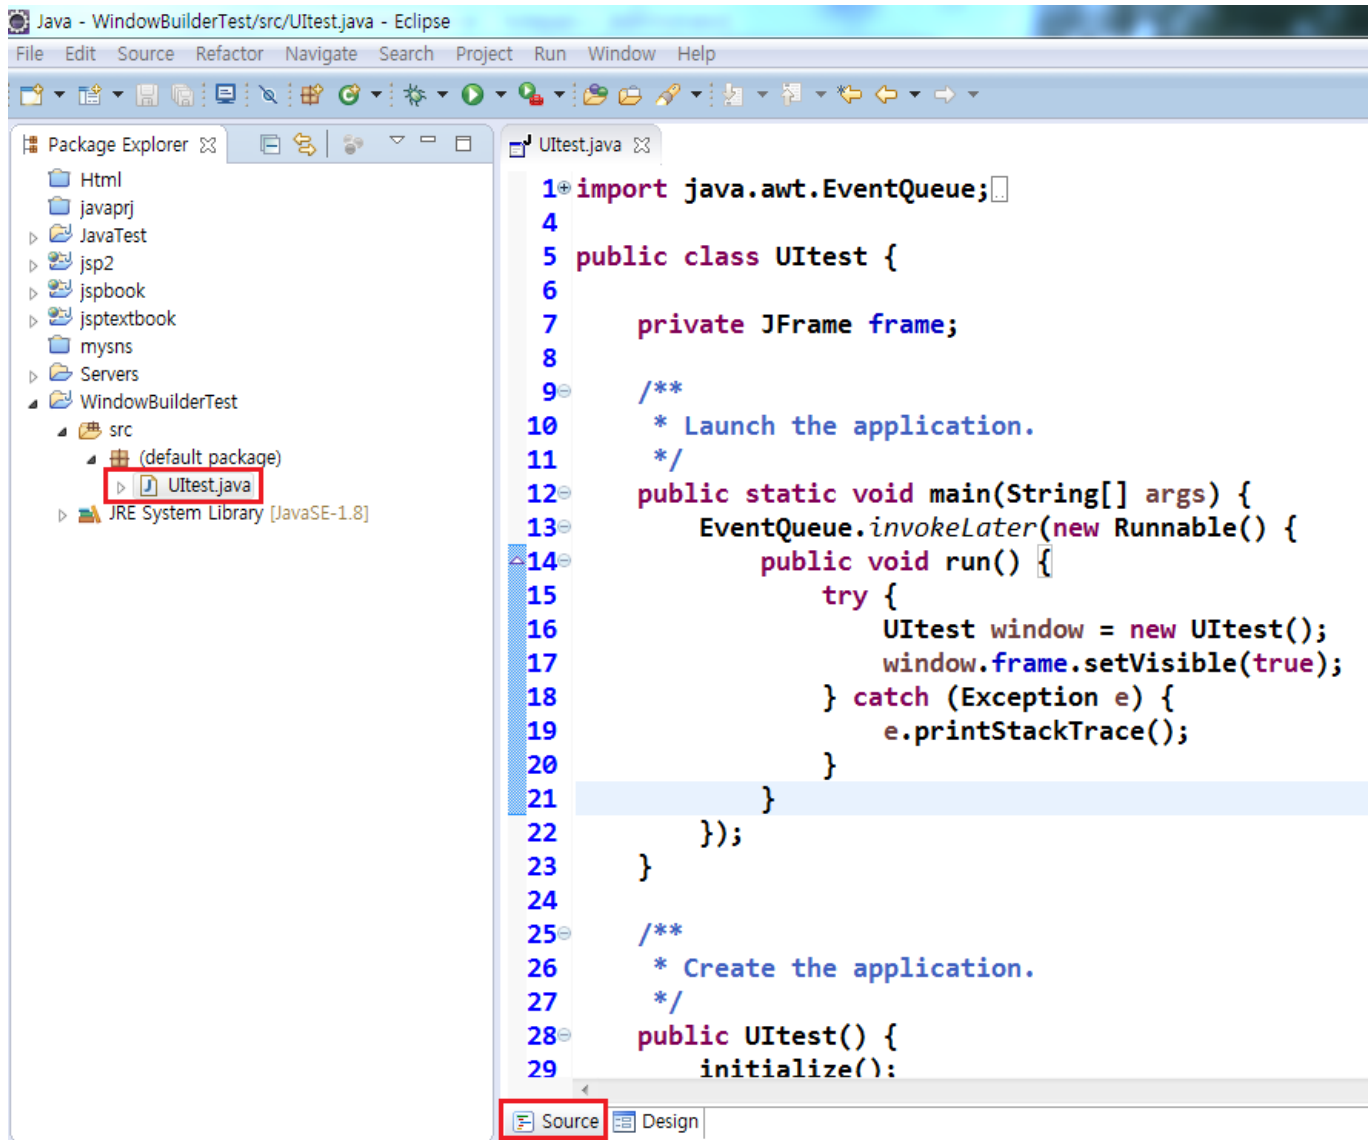 Java - WindowBuilderTest/src/UItest.java - Eclipse
File Edit Source Refactor Navigate Search Project Run Window Help
Package Explorer
Html
javaprj
JavaTest
jsp2
jspbook
jsptextbook
mysns
Servers
WindowBuilderTest
src
(default package)
UItest.java
JRE System Library [JavaSE-1.8]
UItest.java
1 import java.awt.EventQueue;
4
5 public class UItest {
6
7 private JFrame frame;
8
9 /**
10 * Launch the application.
11 */
12 public static void main(String[] args) {
13 EventQueue.invokeLater(new Runnable() {
14 public void run() {
15 try {
16 UItest window = new UItest();
17 window.frame.setVisible(true);
18 } catch (Exception e) {
19 e.printStackTrace();
20 }
21 }
22 });
23 }
24
25 /**
26 * Create the application.
27 */
28 public UItest() {
29 initialize();
Source Design